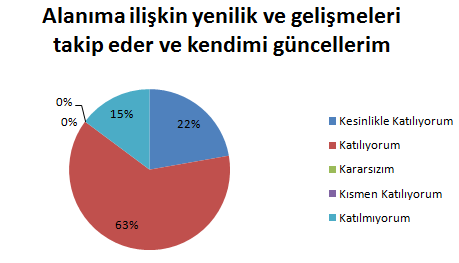 Alanıma ilişkin yenilik ve gelişmeleri
takip eder ve kendimi güncellerim
0%
0%
15%
22%
63%
Kesinlikle Katılıyorum
Katılıyorum
Kararsızım
Kısmen Katılıyorum
Katılmıyorum